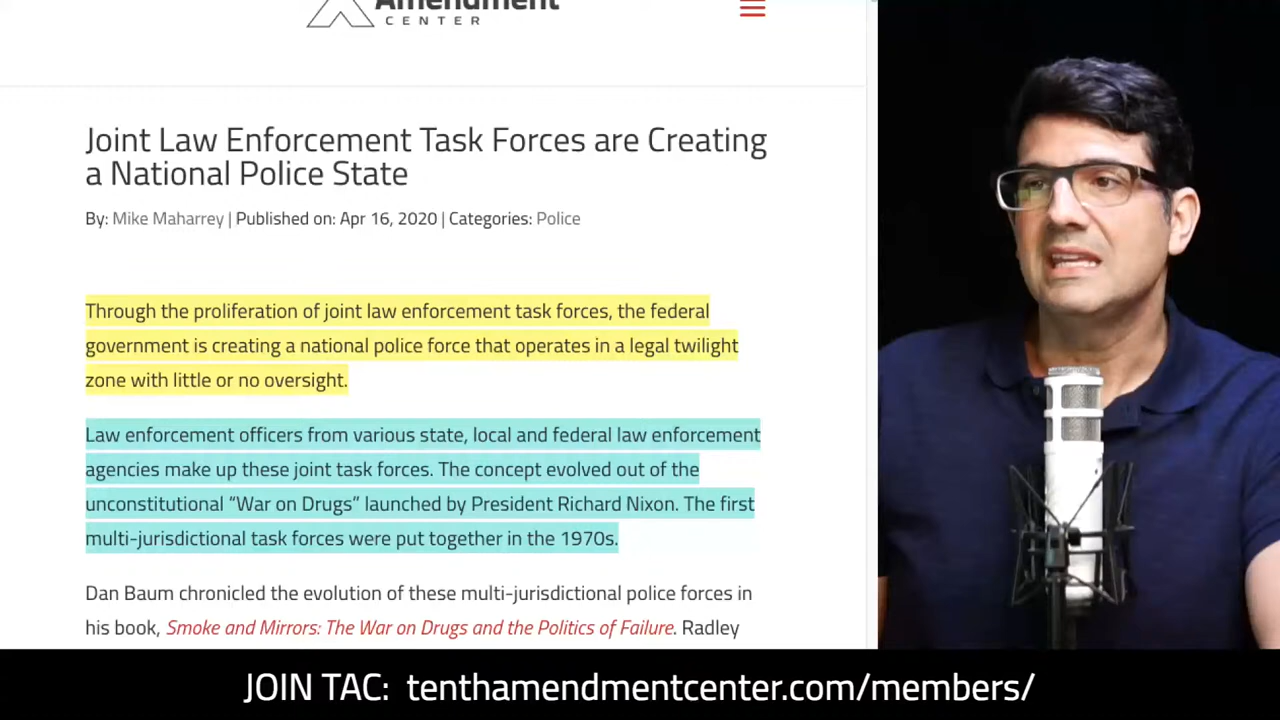 Amendment
CENTER
Joint Law Enforcement Task Forces are Creating
a National Police State
By: Mike Maharrey | Published on: Apr 16, 2020 | Categories: Police
Through the proliferation of joint law enforcement task forces, the federal
government is creating a national police force that operates in a legal twilight
zone with little or no oversight.
Law enforcement officers from various state, local and federal law enforcement
agencies make up these joint task forces. The concept evolved out of the
unconstitutional “War on Drugs” launched by President Richard Nixon. The first
multi-jurisdictional task forces were put together in the 1970s.
Dan Baum chronicled the evolution of these multi-jurisdictional police forces in
his book, Smoke and Mirrors: The War on Drugs and the Politics of Failure. Radley
JOIN TAC: tenthamendmentcenter.com/members/